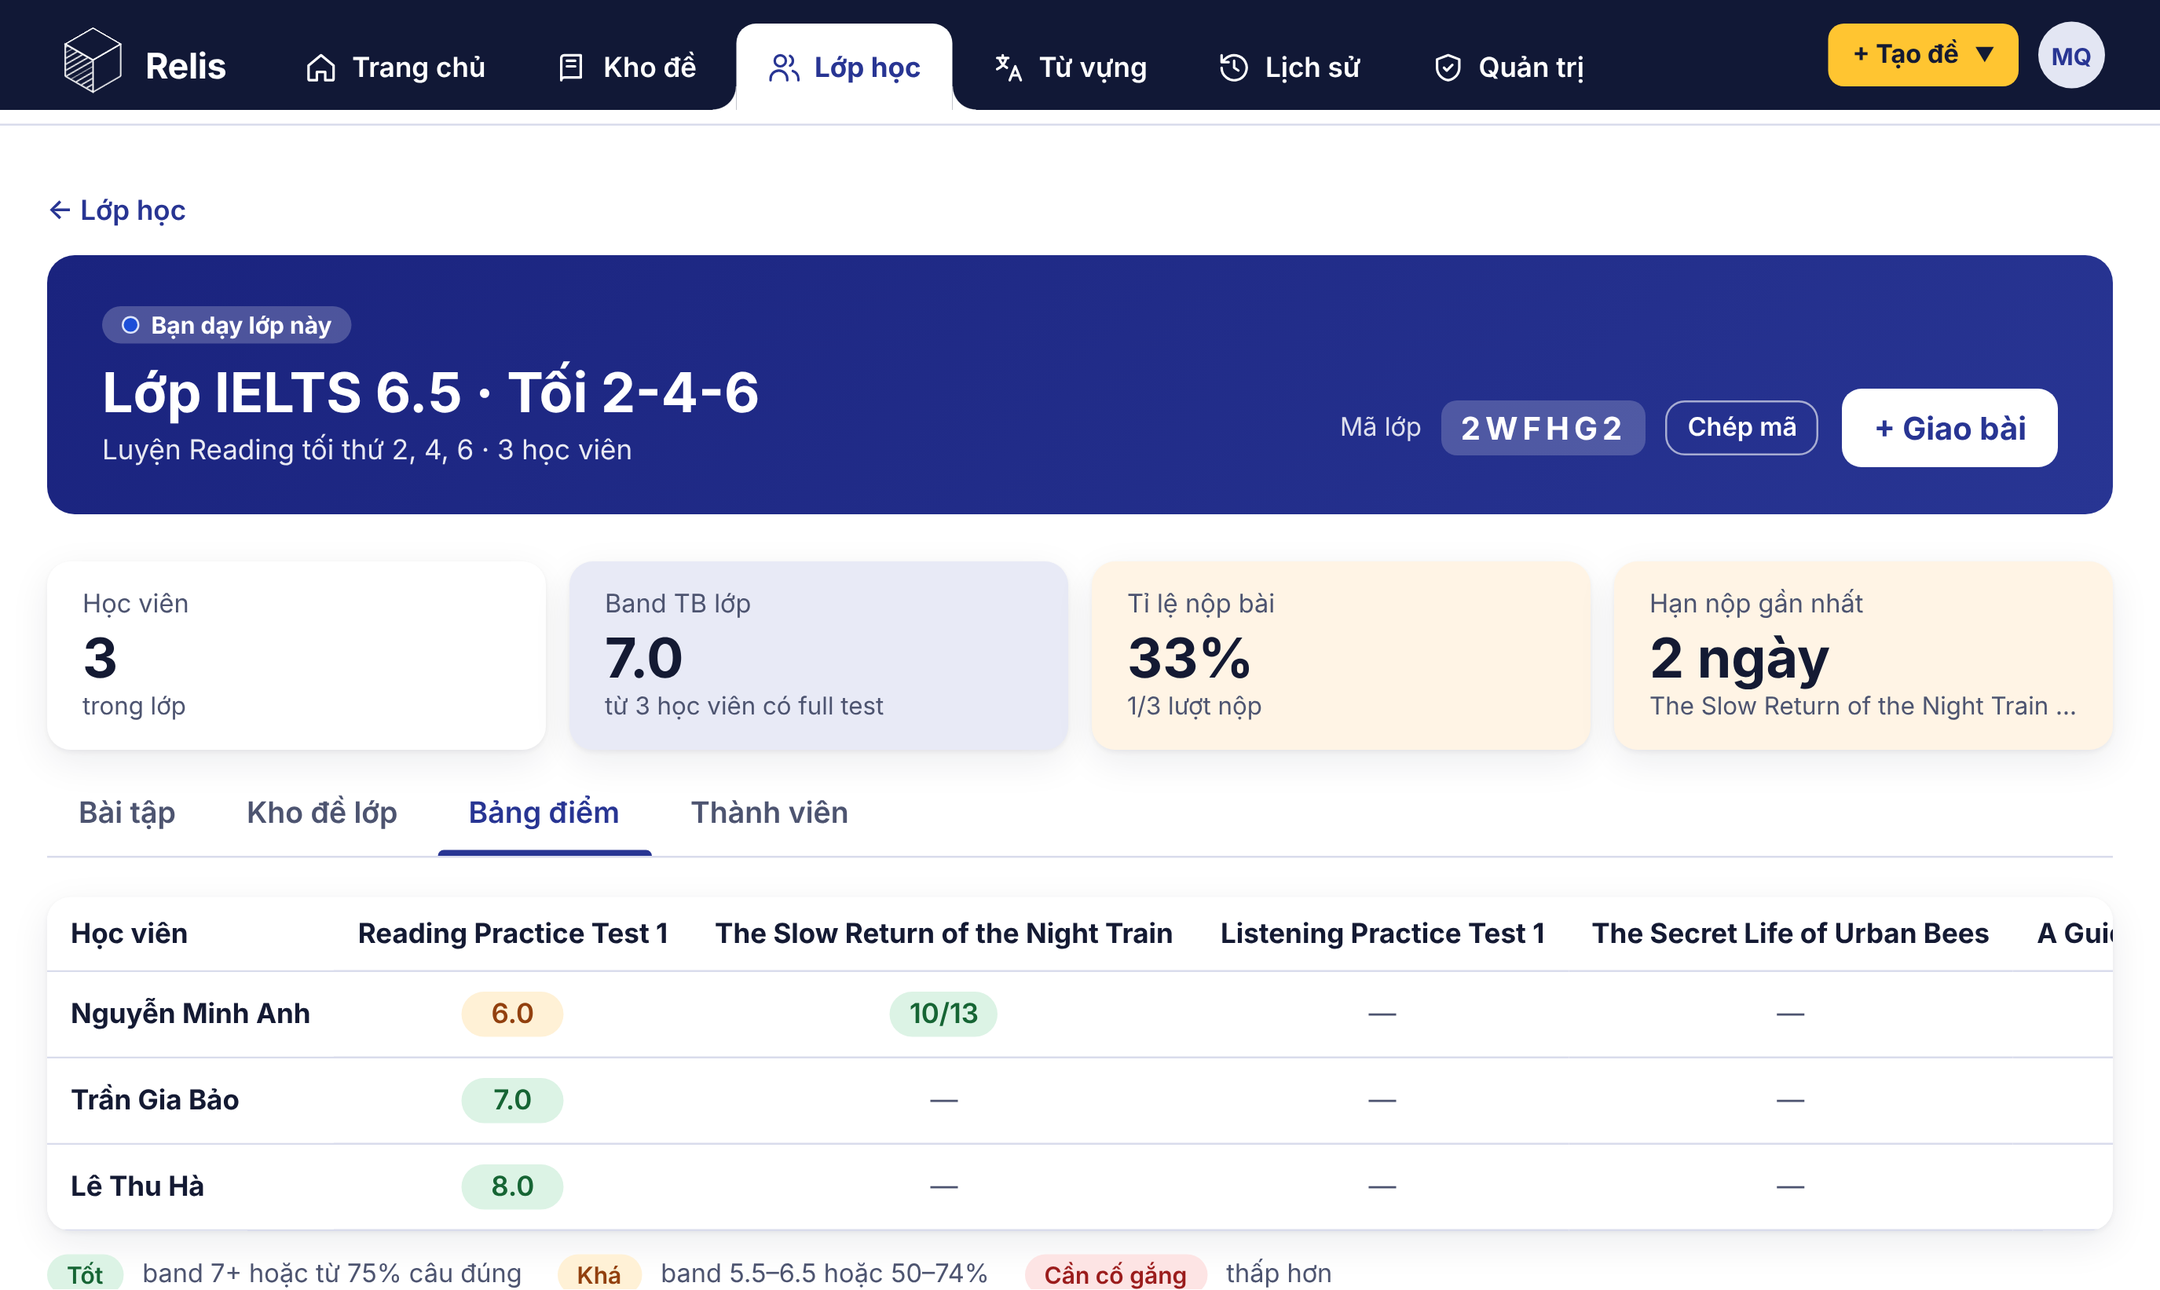 Relis
Trang chủ
Kho đề
Lớp học
Từ vựng
Lịch sử
Quản trị
+ Tạo đề ▼
MQ
← Lớp học
Bạn dạy lớp này
Lớp IELTS 6.5 · Tối 2-4-6
Luyện Reading tối thứ 2, 4, 6 · 3 học viên
Mã lớp
2WFHG2
Chép mã
+ Giao bài
Học viên
3
trong lớp
Band TB lớp
7.0
từ 3 học viên có full test
Tỉ lệ nộp bài
33%
1/3 lượt nộp
Hạn nộp gần nhất
2 ngày
The Slow Return of the Night Train ...
Bài tập
Kho đề lớp
Bảng điểm
Thành viên
Học viên Reading Practice Test 1 The Slow Return of the Night Train Listening Practice Test 1 The Secret Life of Urban Bees A Gui
Nguyễn Minh Anh 6.0 10/13 — —
Trần Gia Bảo 7.0 — — —
Lê Thu Hà 8.0 — — —
Tốt band 7+ hoặc từ 75% câu đúng Khá band 5.5–6.5 hoặc 50–74% Cần cố gắng thấp hơn